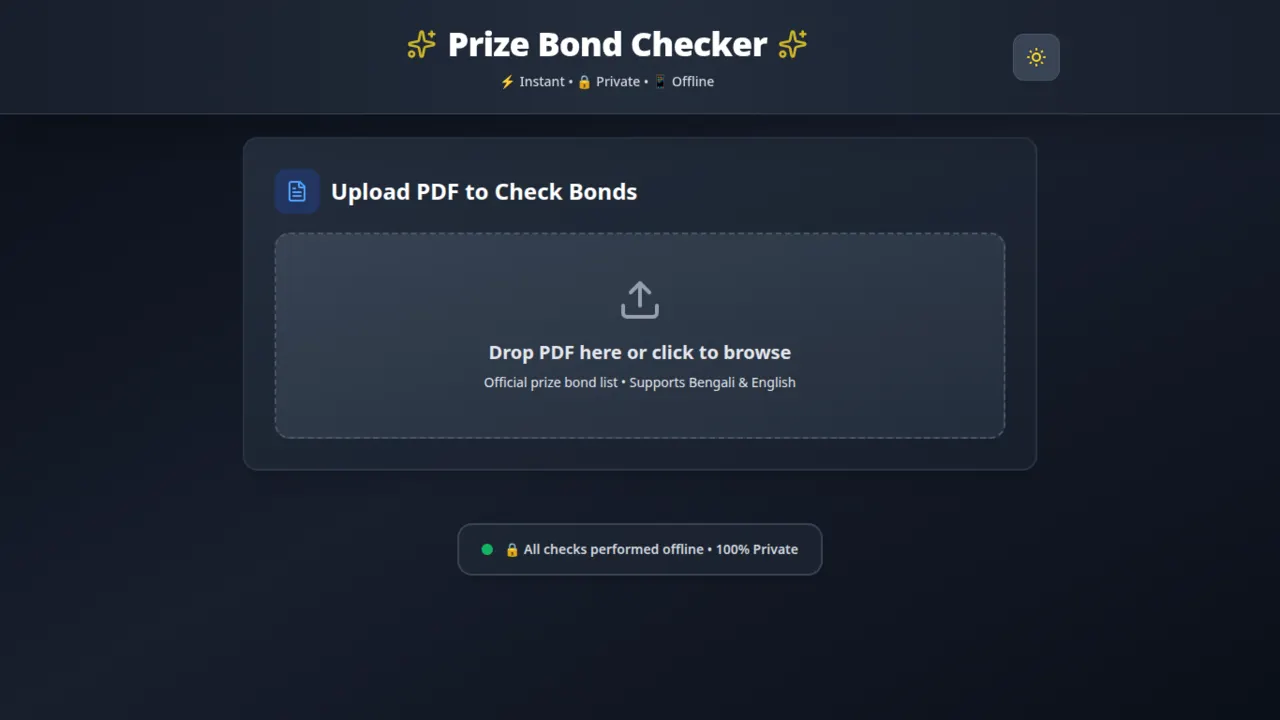 ✨ Prize Bond Checker ✨
⚡ Instant • 🔒 Private • 📱 Offline
Upload PDF to Check Bonds
Drop PDF here or click to browse
Official prize bond list • Supports Bengali & English
🔒 All checks performed offline • 100% Private